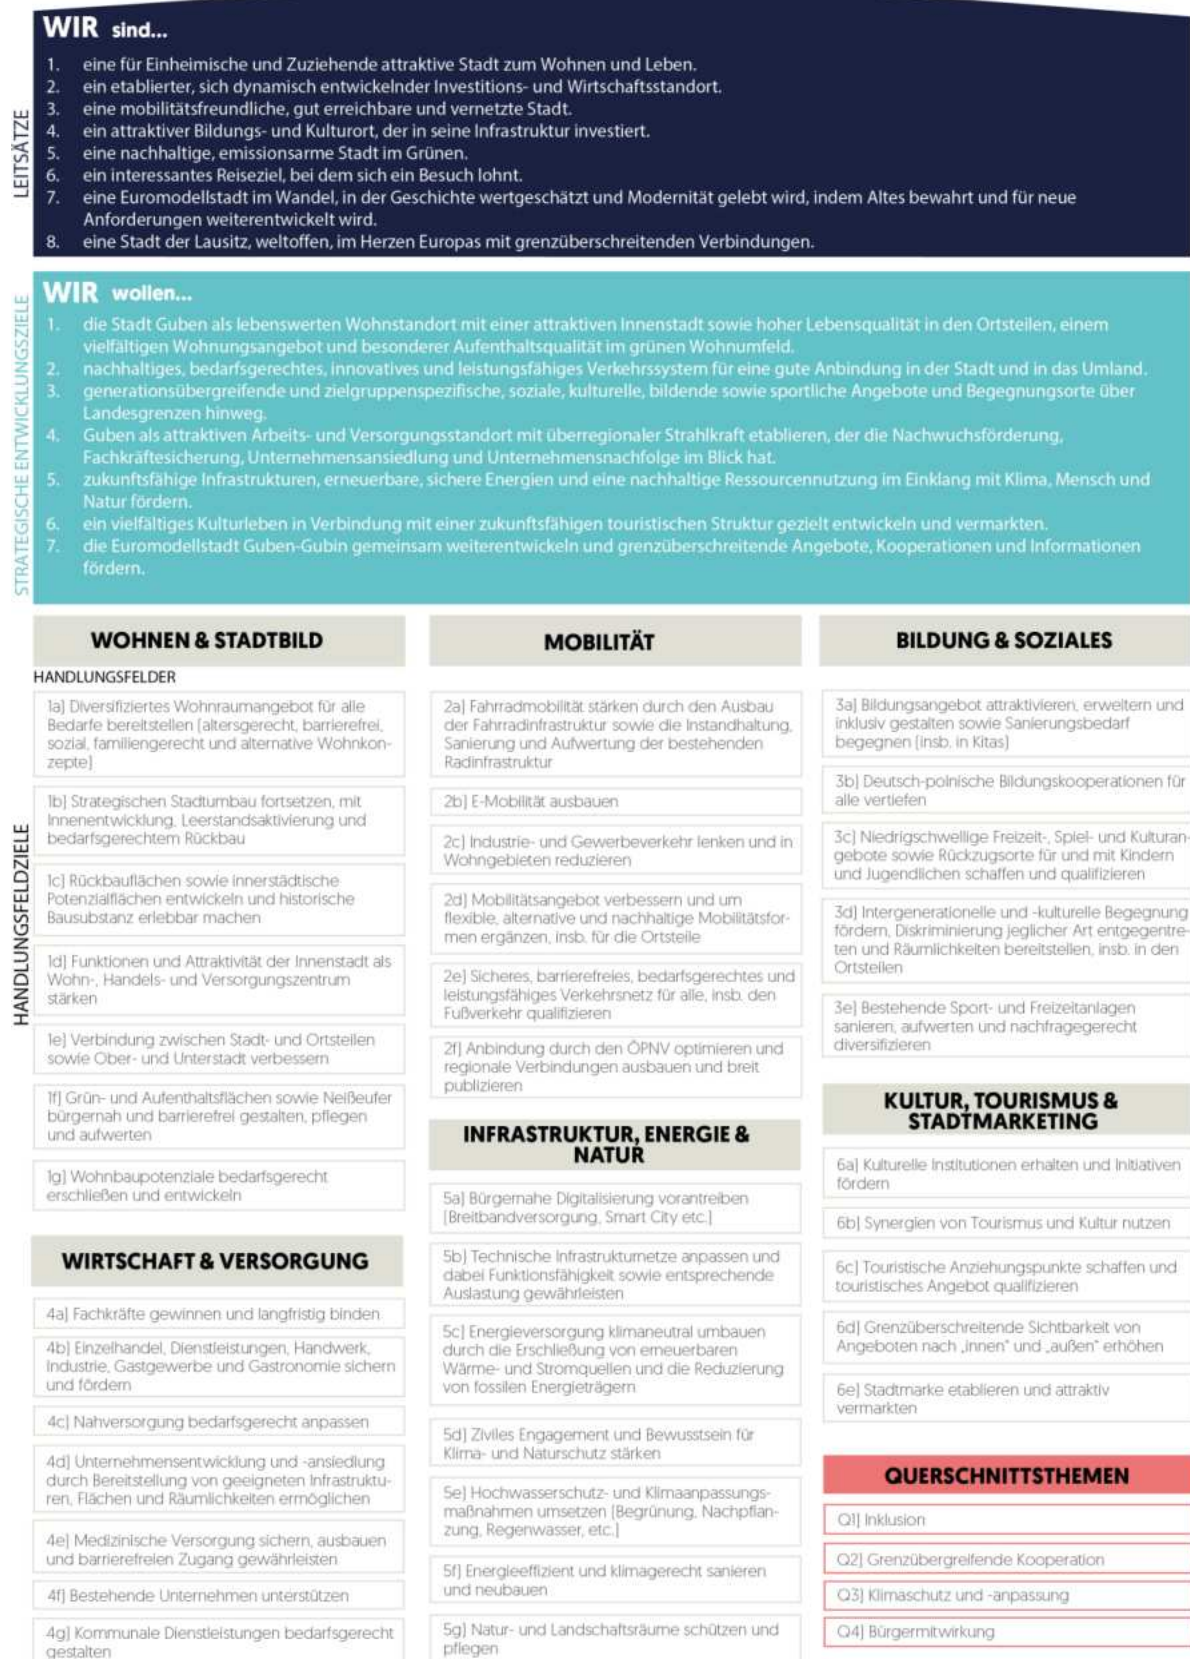 WIR sind...
1. eine für Einheimische und Zuziehende attraktive Stadt zum Wohnen und Leben.
2. ein etablierter, sich dynamisch entwickelnder Investitions- und Wirtschaftsstandort.
3. eine mobilitätsfreundliche, gut erreichbare und vernetzte Stadt.
4. ein attraktiver Bildungs- und Kulturort, der in seine Infrastruktur investiert.
5. eine nachhaltige, emissionsarme Stadt im Grünen.
6. ein interessantes Reiseziel, bei dem sich ein Besuch lohnt.
7. eine Euromodellstadt im Wandel, in der Geschichte wertgeschätzt und Modernität gelebt wird, indem Altes bewahrt und für neue
Anforderungen weiterentwickelt wird.
8. eine Stadt der Lausitz, weltoffen, im Herzen Europas mit grenzüberschreitenden Verbindungen.
LEITSÄTZE
WIR wollen...
1. die Stadt Guben als lebenswerten Wohnstandort mit einer attraktiven Innenstadt sowie hoher Lebensqualität in den Ortsteilen, einem
vielfältigen Wohnungsangebot und besonderer Aufenthaltsqualität im grünen Wohnumfeld.
2. nachhaltiges, bedarfsgerechtes, innovatives und leistungsfähiges Verkehrssystem für eine gute Anbindung in der Stadt und in das Umland.
3. generationsübergreifende und zielgruppenspezifische, soziale, kulturelle, bildende sowie sportliche Angebote und Begegnungsorte über
Landesgrenzen hinweg.
4. Guben als attraktiven Arbeits- und Versorgungsstandort mit überregionaler Strahlkraft etablieren, der die Nachwuchsförderung,
Fachkräftesicherung, Unternehmensansiedlung und Unternehmensnachfolge im Blick hat.
5. zukunftsfähige Infrastrukturen, erneuerbare, sichere Energien und eine nachhaltige Ressourcennutzung im Einklang mit Klima, Mensch und
Natur fördern.
6. ein vielfältiges Kulturleben in Verbindung mit einer zukunftsfähigen touristischen Struktur gezielt entwickeln und vermarkten.
7. die Euromodellstadt Guben-Gubin gemeinsam weiterentwickeln und grenzüberschreitende Angebote, Kooperationen und Informationen
fördern.
STRATEGISCHE ENTWICKLUNGSZIELE
WOHNEN & STADTBILD
HANDLUNGSFELDER
HANDLUNGSFELDZIELE
1a] Diversifiziertes Wohnraumangebot für alle
Bedarfe bereitstellen [altersgerecht, barrierefrei,
sozial, familiengerecht und alternative Wohnkon-
zepte]
1b] Strategischen Stadtumbau fortsetzen, mit
Innenentwicklung, Leerstandsaktivierung und
bedarfsgerechtem Rückbau
1c] Rückbauflächen sowie innerstädtische
Potenzialflächen entwickeln und historische
Bausubstanz erlebbar machen
1d] Funktionen und Attraktivität der Innenstadt als
Wohn-, Handels- und Versorgungszentrum
stärken
1e] Verbindung zwischen Stadt- und Ortsteilen
sowie Ober- und Unterstadt verbessern
1f] Grün- und Aufenthaltsflächen sowie Neißeufer
bürgernah und barrierefrei gestalten, pflegen
und aufwerten
1g] Wohnbaupotenziale bedarfsgerecht
erschließen und entwickeln
WIRTSCHAFT & VERSORGUNG
4a] Fachkräfte gewinnen und langfristig binden
4b] Einzelhandel, Dienstleistungen, Handwerk,
Industrie, Gastgewerbe und Gastronomie sichern
und fördern
4c] Nahversorgung bedarfsgerecht anpassen
4d] Unternehmensentwicklung und -ansiedlung
durch Bereitstellung von geeigneten Infrastruktu-
ren, Flächen und Räumlichkeiten ermöglichen
4e] Medizinische Versorgung sichern, ausbauen
und barrierefreien Zugang gewährleisten
4f] Bestehende Unternehmen unterstützen
4g] Kommunale Dienstleistungen bedarfsgerecht
gestalten
MOBILITÄT
2a] Fahrradmobilität stärken durch den Ausbau
der Fahrradinfrastruktur sowie die Instandhaltung,
Sanierung und Aufwertung der bestehenden
Radinfrastruktur
2b] E-Mobilität ausbauen
2c] Industrie- und Gewerbeverkehr lenken und in
Wohngebieten reduzieren
2d] Mobilitätsangebot verbessern und um
flexible, alternative und nachhaltige Mobilitätsfor-
men ergänzen, insb. für die Ortsteile
2e] Sicheres, barrierefreies, bedarfsgerechtes und
leistungsfähiges Verkehrsnetz für alle, insb. den
Fußverkehr qualifizieren
2f] Anbindung durch den ÖPNV optimieren und
regionale Verbindungen ausbauen und breit
publizieren
INFRASTRUKTUR, ENERGIE &
NATUR
5a] Bürgernahe Digitalisierung vorantreiben
[Breitbandversorgung, Smart City etc.]
5b] Technische Infrastrukturnetze anpassen und
dabei Funktionsfähigkeit sowie entsprechende
Auslastung gewährleisten
5c] Energieversorgung klimaneutral umbauen
durch die Erschließung von erneuerbaren
Wärme- und Stromquellen und die Reduzierung
von fossilen Energieträgern
5d] Ziviles Engagement und Bewusstsein für
Klima- und Naturschutz stärken
5e] Hochwasserschutz- und Klimaanpassungs-
maßnahmen umsetzen [Begrünung, Nachpflan-
zung, Regenwasser, etc.]
5f] Energieeffizient und klimagerecht sanieren
und neubauen
5g] Natur- und Landschaftsräume schützen und
pflegen
BILDUNG & SOZIALES
3a] Bildungsangebot attraktivieren, erweitern und
inklusiv gestalten sowie Sanierungsbedarf
begegnen [insb. in Kitas]
3b] Deutsch-polnische Bildungskooperationen für
alle vertiefen
3c] Niedrigschwellige Freizeit-, Spiel- und Kulturan-
gebote sowie Rückzugsorte für und mit Kindern
und Jugendlichen schaffen und qualifizieren
3d] Intergenerationelle und -kulturelle Begegnung
fördern, Diskriminierung jeglicher Art entgegentre-
ten und Räumlichkeiten bereitstellen, insb. in den
Ortsteilen
3e] Bestehende Sport- und Freizeitanlagen
sanieren, aufwerten und nachfragegerecht
diversifizieren
KULTUR, TOURISMUS &
STADTMARKETING
6a] Kulturelle Institutionen erhalten und Initiativen
fördern
6b] Synergien von Tourismus und Kultur nutzen
6c] Touristische Anziehungspunkte schaffen und
touristisches Angebot qualifizieren
6d] Grenzüberschreitende Sichtbarkeit von
Angeboten nach „innen“ und „außen“ erhöhen
6e] Stadtmarke etablieren und attraktiv
vermarkten
QUERSCHNITTSTHEMEN
Q1] Inklusion
Q2] Grenzübergreifende Kooperation
Q3] Klimaschutz und -anpassung
Q4] Bürgermitwirkung